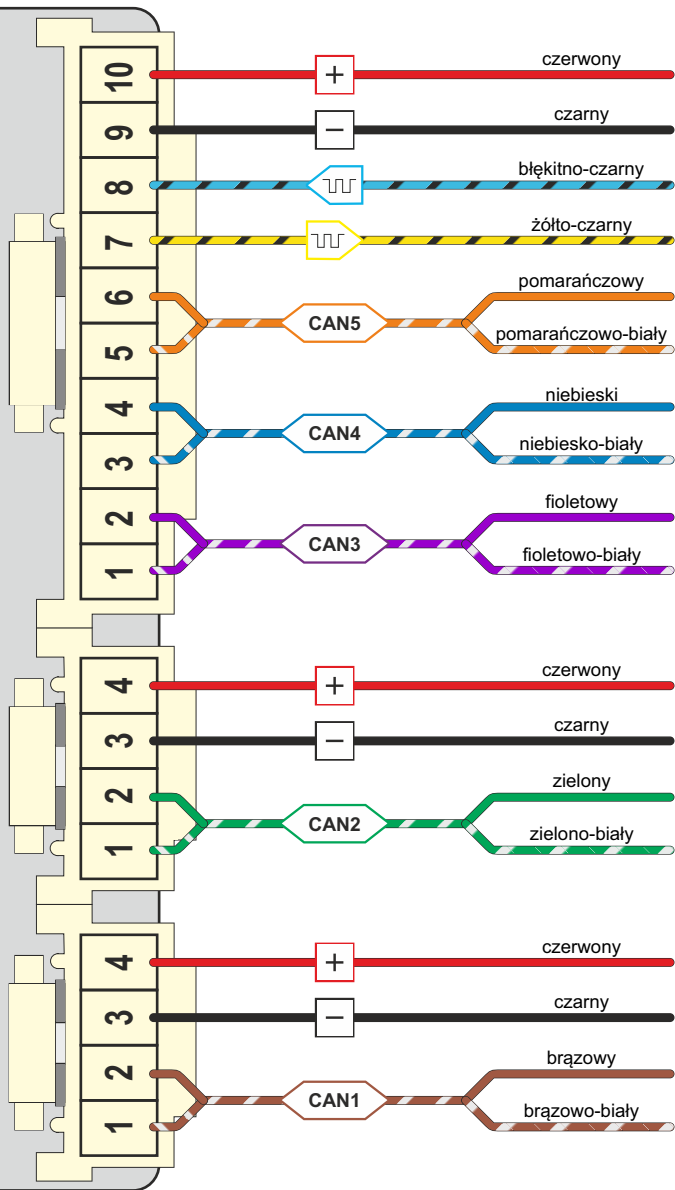 10 + czerwony
9 − czarny
8 błękitno-czarny
7 żółto-czarny
6 pomarańczowy
CAN5
5 pomarańczowo-biały
4 niebieski
CAN4
3 niebiesko-biały
2 fioletowy
CAN3
1 fioletowo-biały
4 + czerwony
3 − czarny
2 zielony
CAN2
1 zielono-biały
4 + czerwony
3 − czarny
2 brązowy
CAN1
1 brązowo-biały